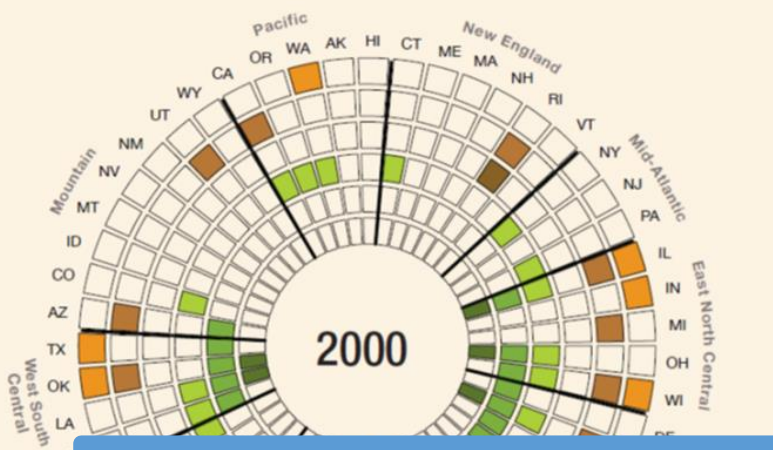 Pacific
New England
Mid-Atlantic
East North Central
Mountain
West South
Central
CA
OR
WA
AK
HI
CT
ME
MA
NH
RI
VT
NY
NJ
PA
IL
IN
MI
OH
WI
WY
UT
NM
NV
MT
ID
CO
AZ
TX
OK
LA
2000